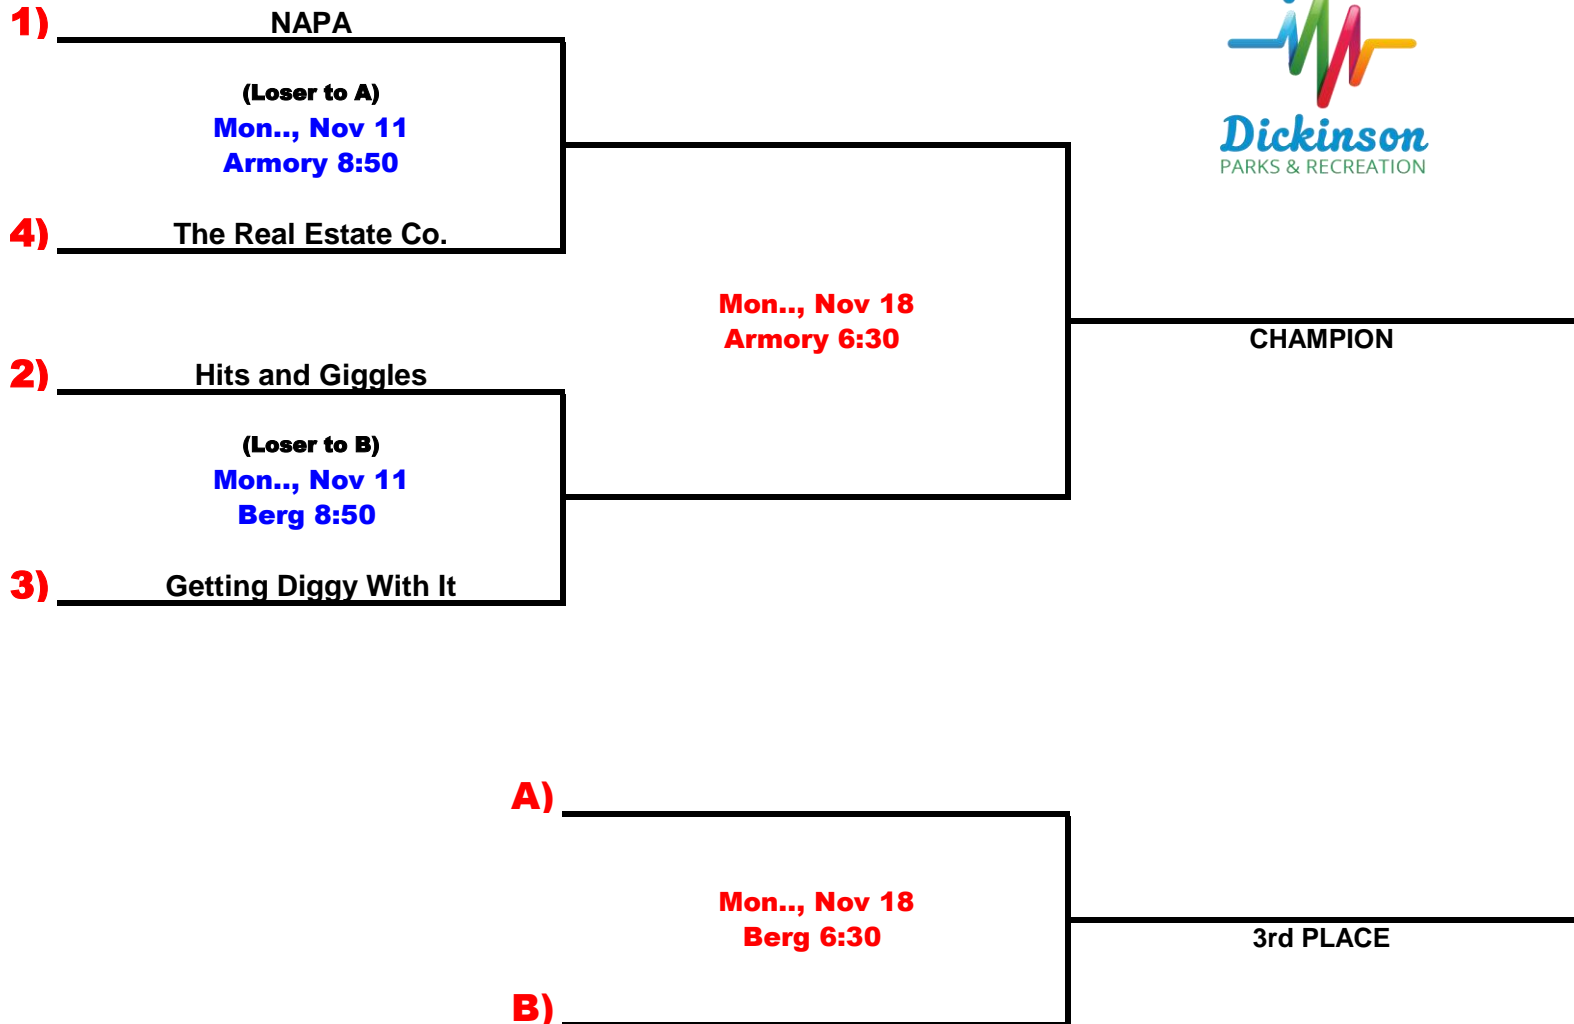 1) NAPA
(Loser to A)
Mon.., Nov 11
Armory 8:50
4) The Real Estate Co.
Dickinson
PARKS & RECREATION
Mon.., Nov 18
Armory 6:30
CHAMPION
2) Hits and Giggles
(Loser to B)
Mon.., Nov 11
Berg 8:50
3) Getting Diggy With It
A)
Mon.., Nov 18
Berg 6:30
3rd PLACE
B)